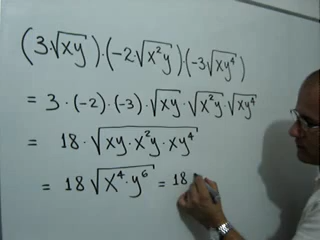 (3·√xy)·(-2√x²y)·(-3√xy⁴)
= 3·(-2)·(-3)·√xy·√x²y·√xy⁴
= 18·√xy·x²y·xy⁴
= 18√x⁴·y⁶ = 18